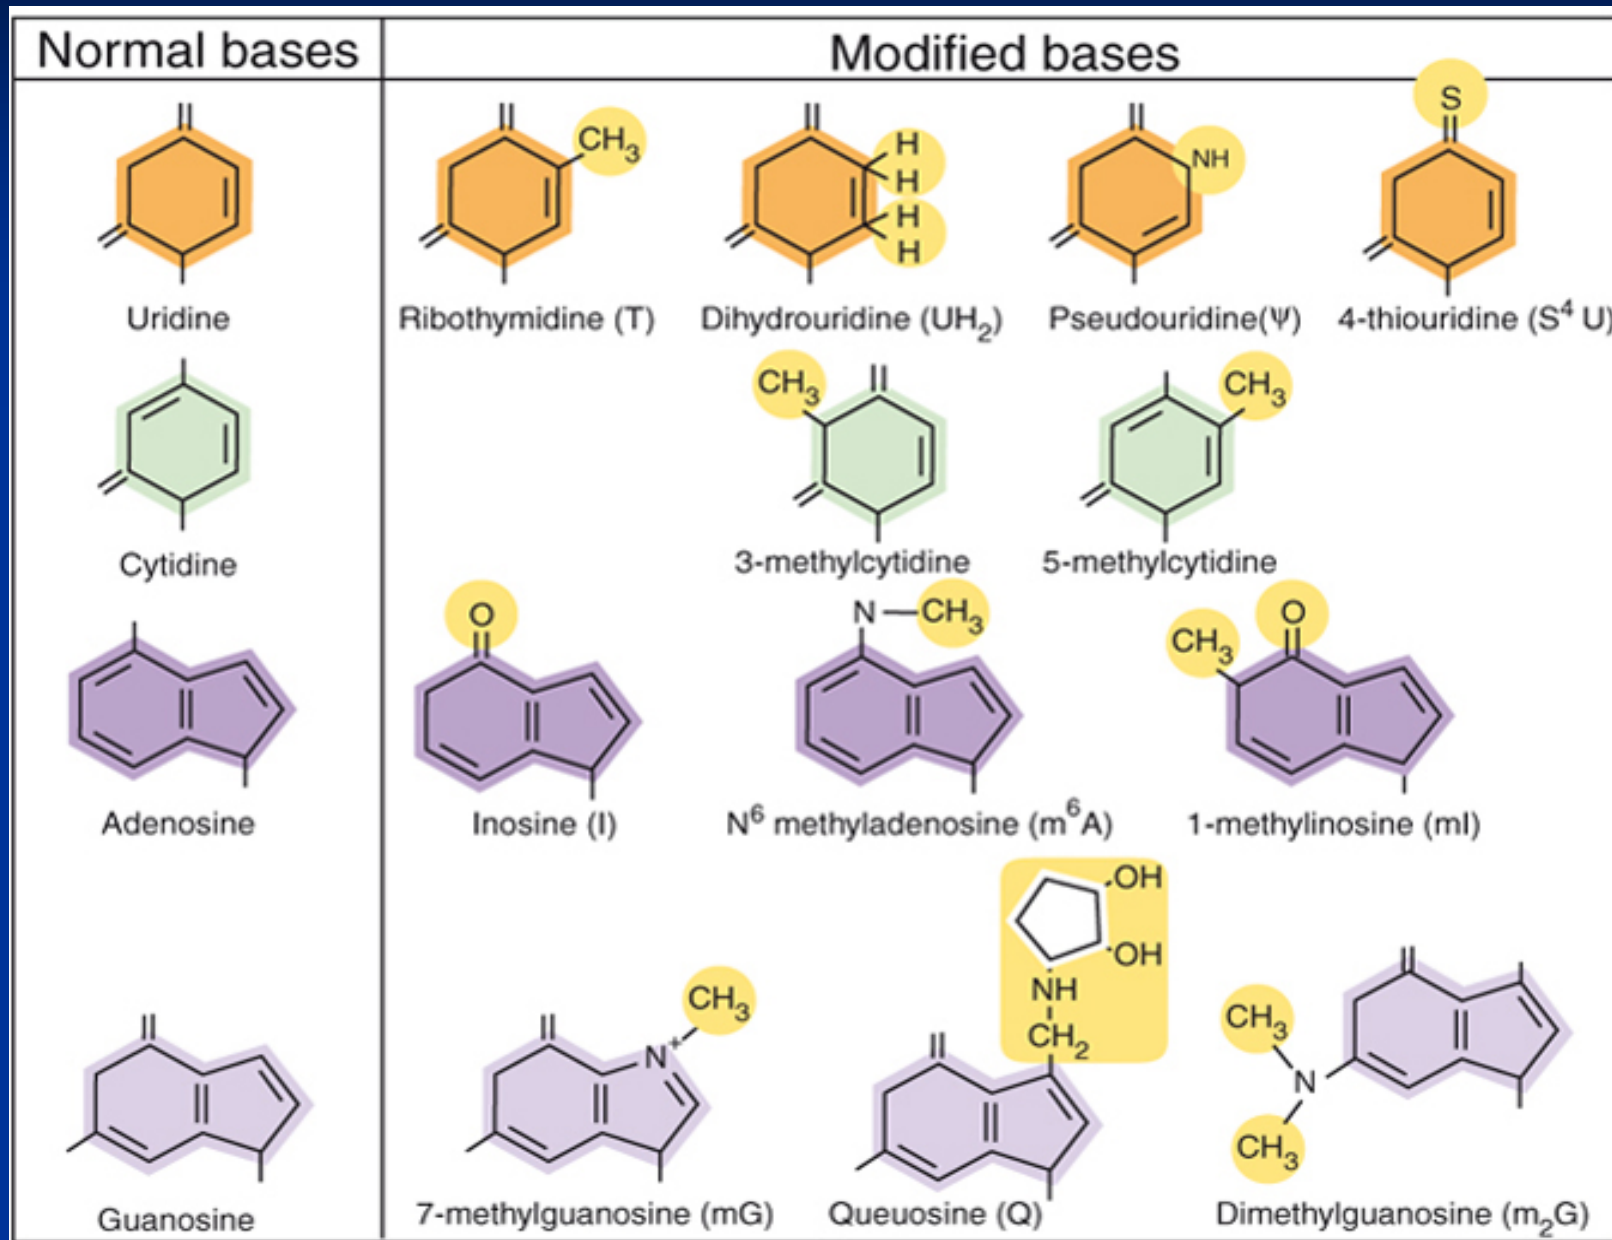 Normal bases
Modified bases
CH₃
H
H
H
H
NH
S
Uridine
Ribothymidine (T)
Dihydrouridine (UH₂)
Pseudouridine(Ψ)
4-thiouridine (S⁴ U)
CH₃
CH₃
Cytidine
3-methylcytidine
5-methylcytidine
O
N CH₃
CH₃
O
Adenosine
Inosine (I)
N⁶ methyladenosine (m⁶A)
1-methylinosine (mI)
OH
OH
NH
CH₂
CH₃
N⁺
CH₃
N
CH₃
Guanosine
7-methylguanosine (mG)
Queuosine (Q)
Dimethylguanosine (m₂G)